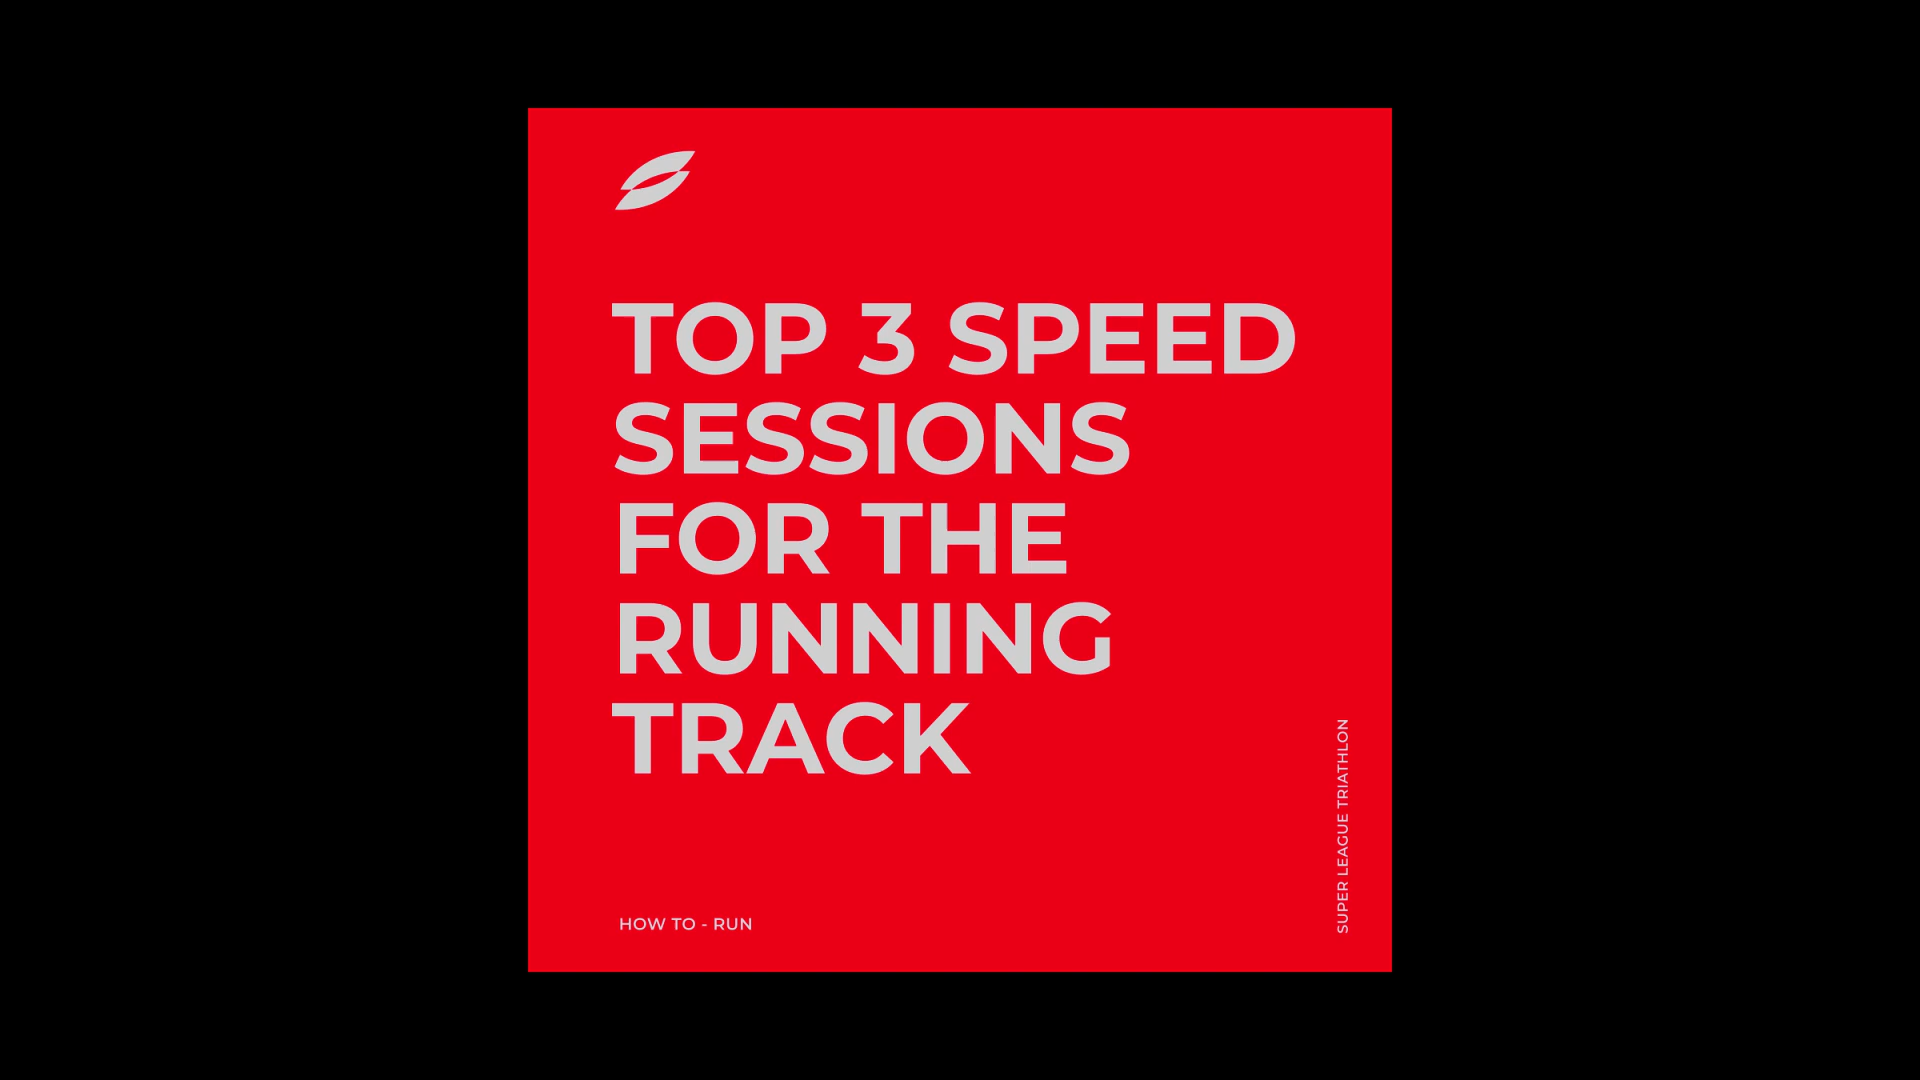 TOP 3 SPEED
SESSIONS
FOR THE
RUNNING
TRACK
HOW TO - RUN
SUPER LEAGUE TRIATHLON